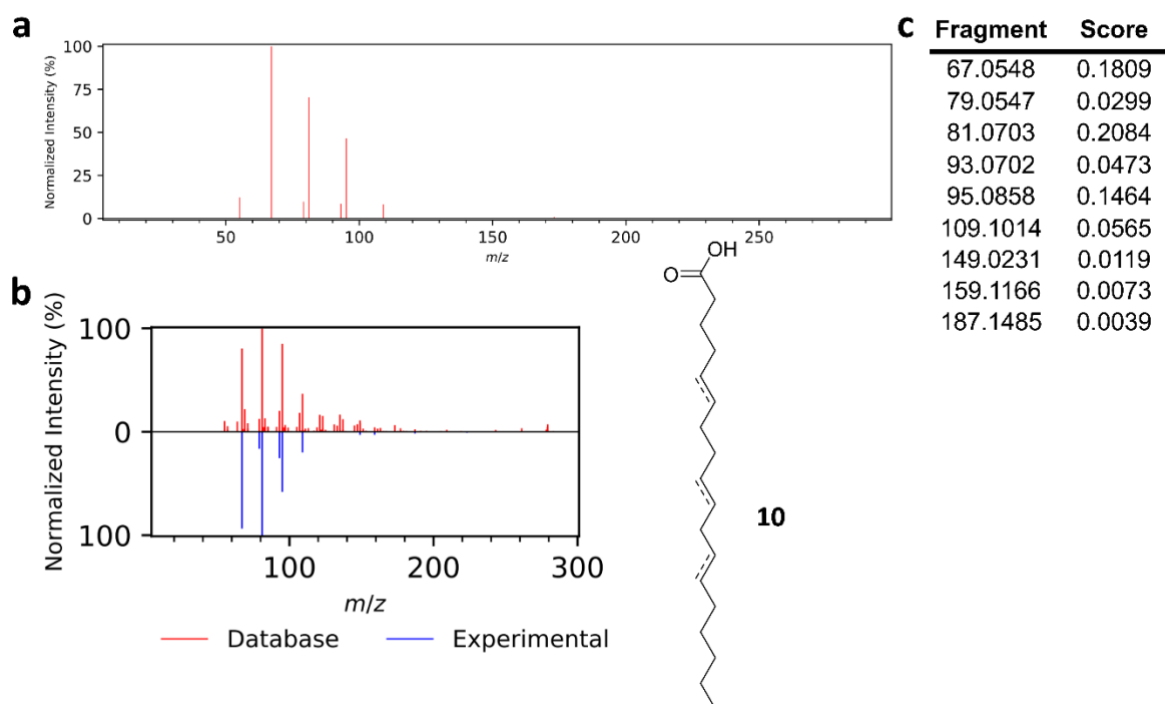 a
Normalized Intensity (%)
100
75
50
25
0
50
100
150
200
250
m/z
b
Normalized Intensity (%)
100
0
100
100
200
300
m/z
Database
Experimental
OH
O
10
c
Fragment Score
67.0548 0.1809
79.0547 0.0299
81.0703 0.2084
93.0702 0.0473
95.0858 0.1464
109.1014 0.0565
149.0231 0.0119
159.1166 0.0073
187.1485 0.0039